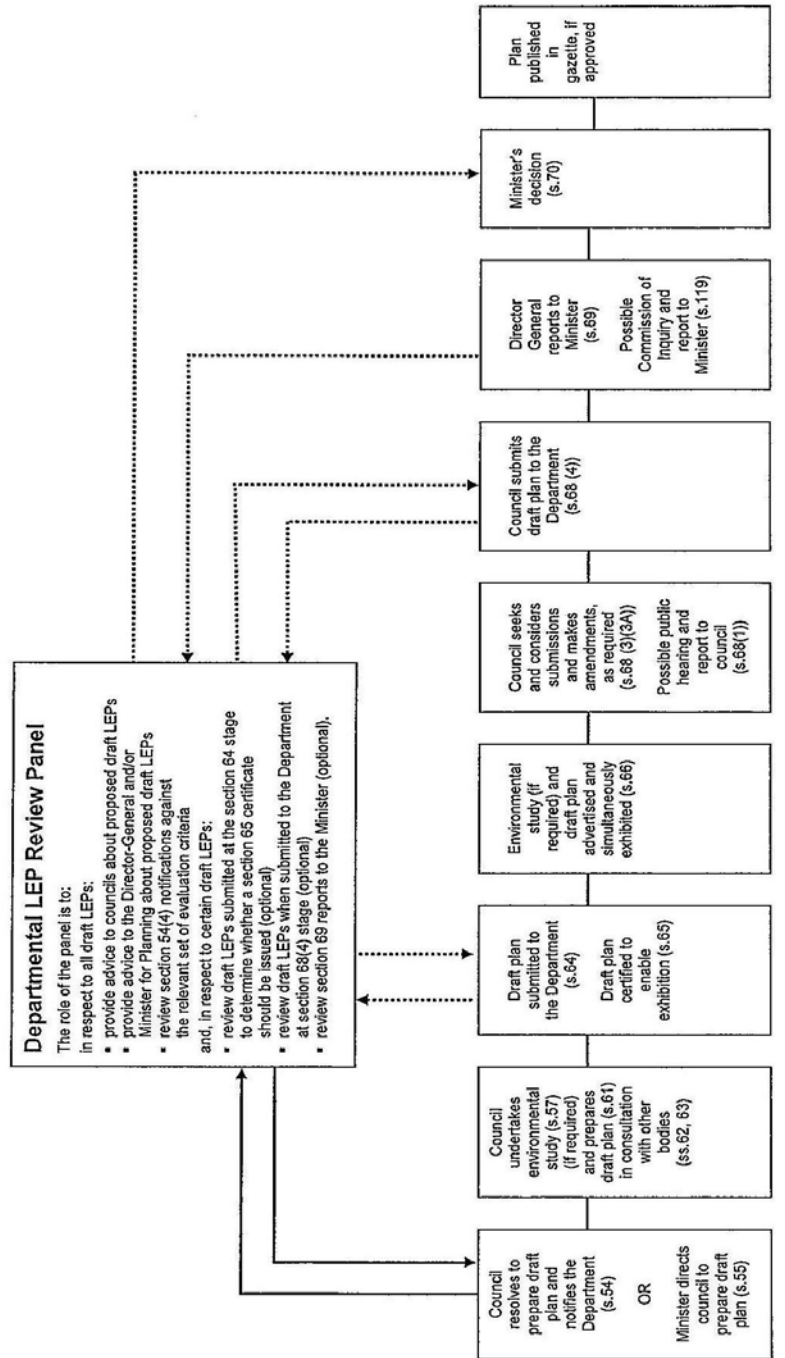 Departmental LEP Review Panel
The role of the panel is to:
in respect to all draft LEPs:
▪ provide advice to councils about proposed draft LEPs
▪ provide advice to the Director-General and/or
Minister for Planning about proposed draft LEPs
▪ review section 54(4) notifications against
the relevant set of evaluation criteria
and, in respect to certain draft LEPs:
▪ review draft LEPs submitted at the section 64 stage
to determine whether a section 65 certificate
should be issued (optional)
▪ review draft LEPs when submitted to the Department
at section 68(4) stage (optional)
▪ review section 69 reports to the Minister (optional).
Council
resolves to
prepare draft
plan and
notifies the
Department
(s.54)
OR
Minister directs
council to
prepare draft
plan (s.55)
Council
undertakes
environmental
study (s.57)
(if required)
and prepares
draft plan (s.61)
in consultation
with other
bodies
(ss.62, 63)
Draft plan
submitted to
the Department
(s.64)
Draft plan
certified to
enable
exhibition (s.65)
Environmental
study (if
required) and
draft plan
advertised and
simultaneously
exhibited (s.66)
Council seeks
and considers
submissions
and makes
amendments,
as required
(s.68 (3)(3A))
Possible public
hearing and
report to
council
(s.68(1))
Council submits
draft plan to the
Department
(s.68 (4))
Director
General
reports to
Minister
(s.69)
Possible
Commission of
Inquiry and
report to
Minister (s.119)
Minister's
decision
(s.70)
Plan
published
in
gazette, if
approved